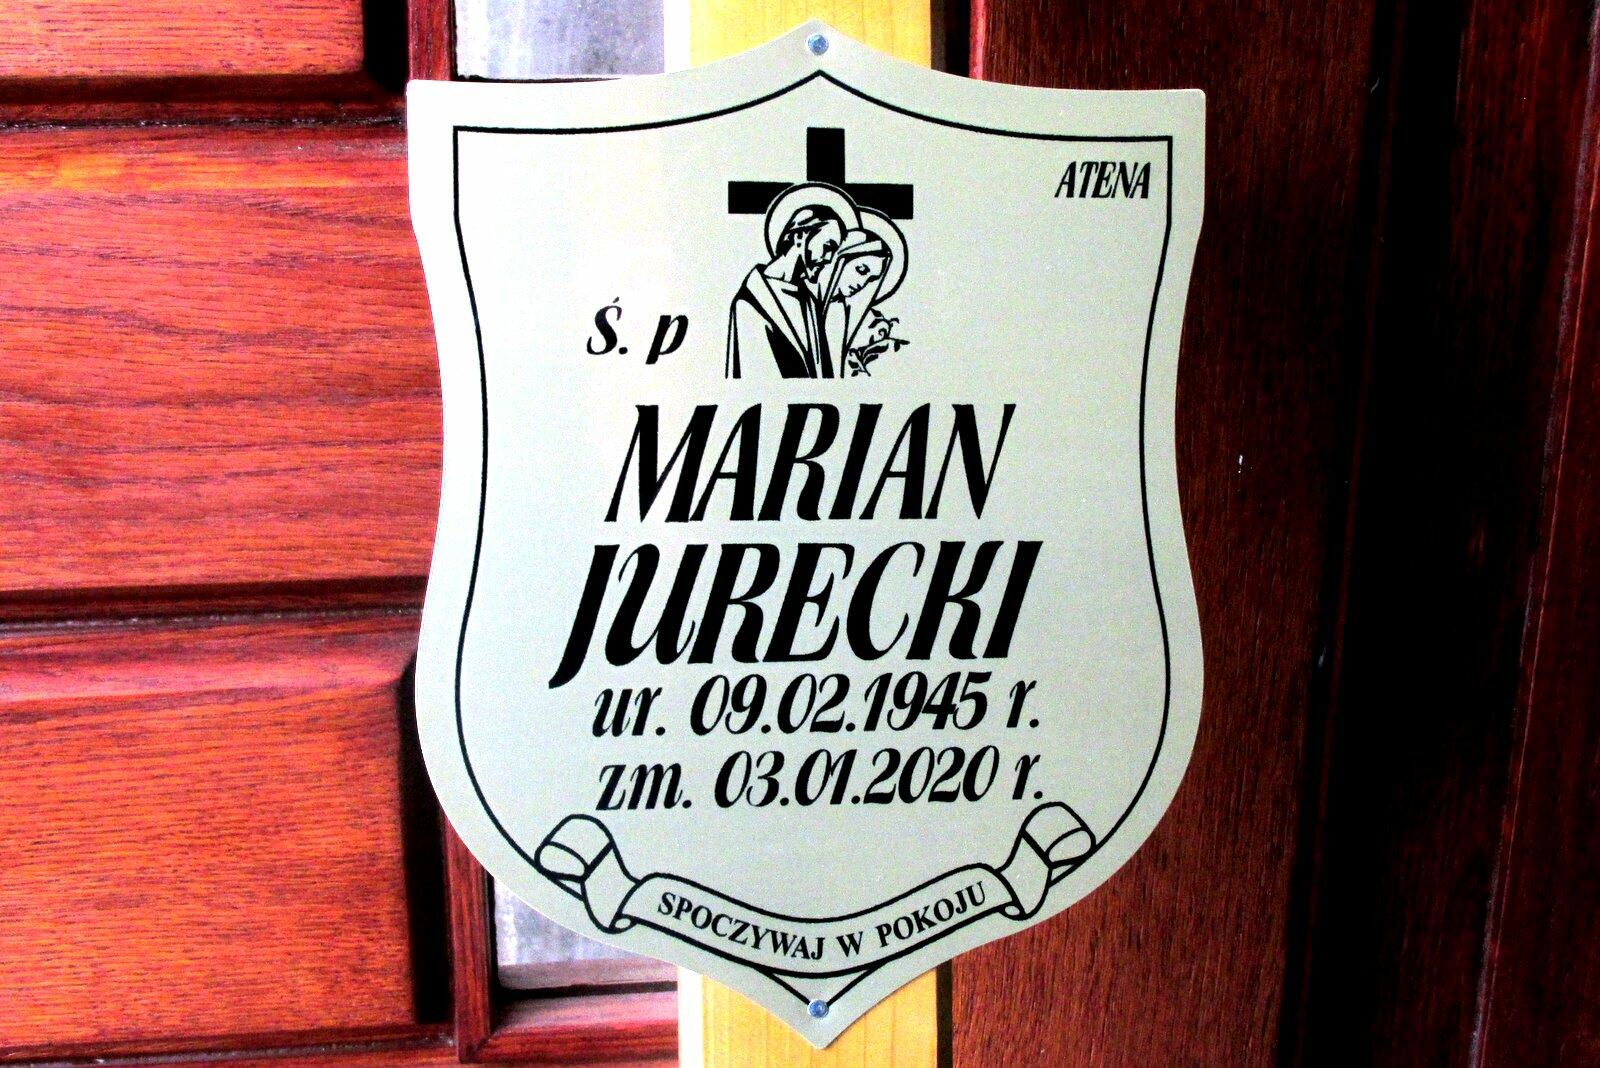 ATENA
Ś. p
MARIAN
JURECKI
ur. 09.02.1945 r.
zm. 03.01.2020 r.
SPOCZYWAJ W POKOJU